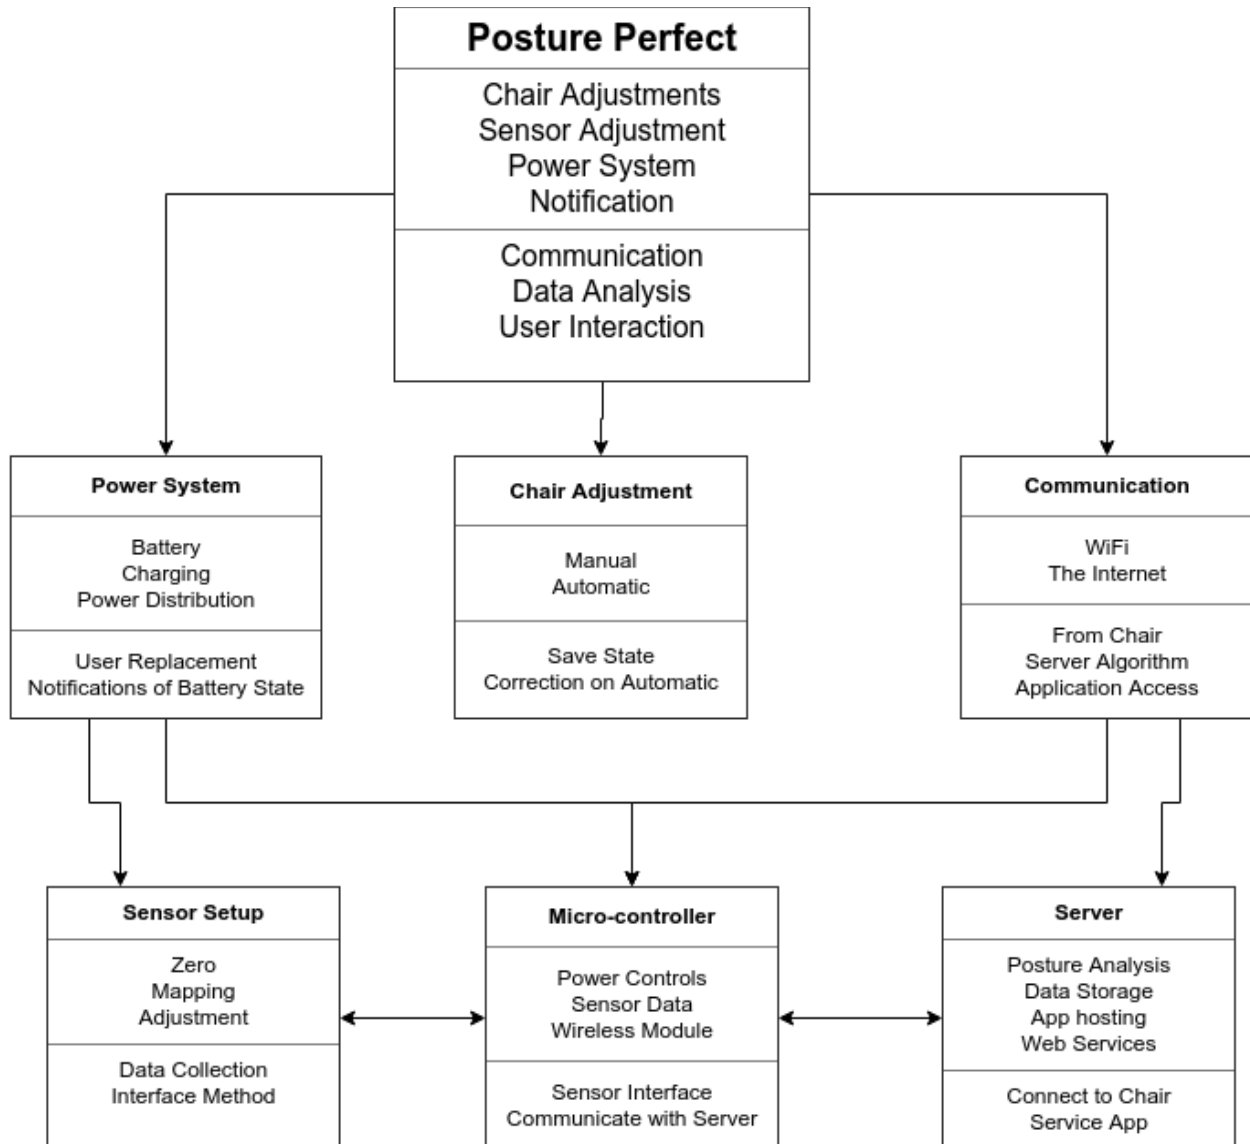 Posture Perfect
Chair Adjustments
Sensor Adjustment
Power System
Notification
Communication
Data Analysis
User Interaction
Power System
Battery
Charging
Power Distribution
User Replacement
Notifications of Battery State
Chair Adjustment
Manual
Automatic
Save State
Correction on Automatic
Communication
WiFi
The Internet
From Chair
Server Algorithm
Application Access
Sensor Setup
Zero
Mapping
Adjustment
Data Collection
Interface Method
Micro-controller
Power Controls
Sensor Data
Wireless Module
Sensor Interface
Communicate with Server
Server
Posture Analysis
Data Storage
App hosting
Web Services
Connect to Chair
Service App